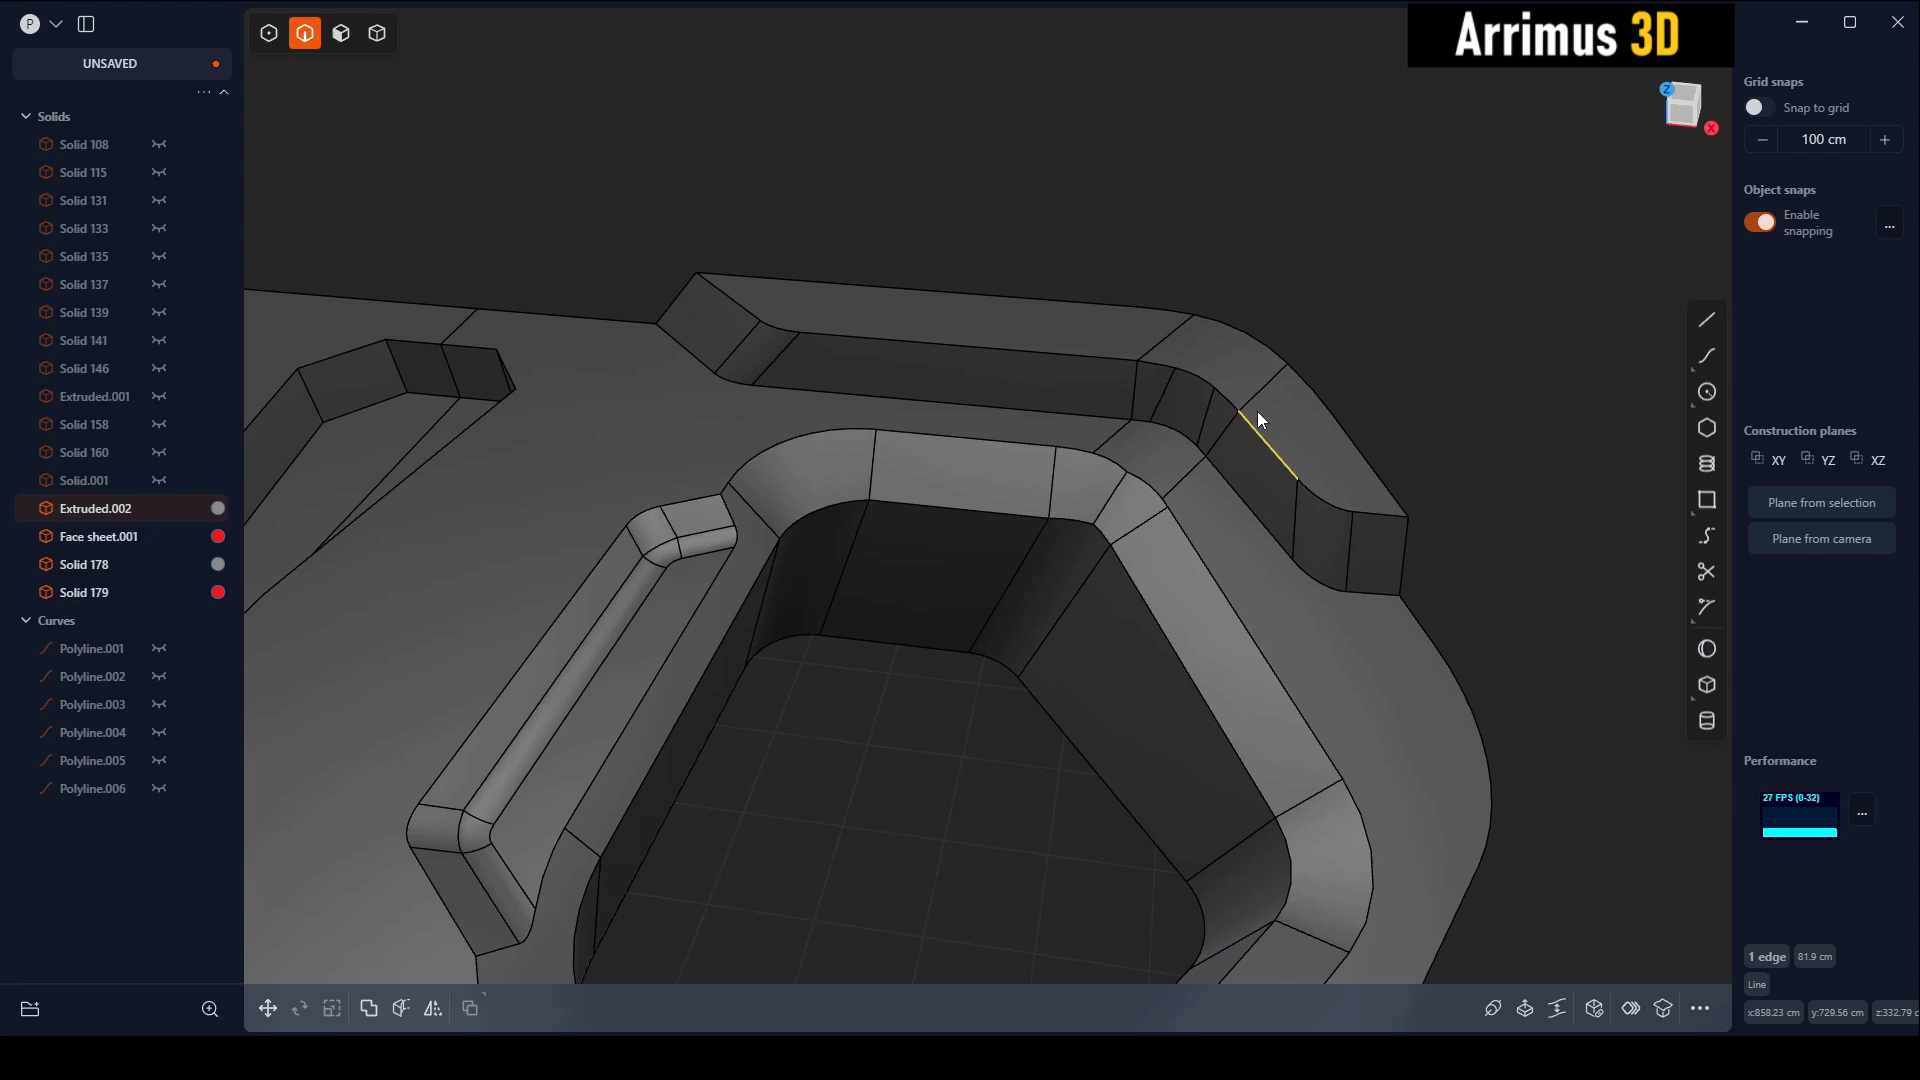 P
UNSAVED
...
Solids
Solid 108
Solid 115
Solid 131
Solid 133
Solid 135
Solid 137
Solid 139
Solid 141
Solid 146
Extruded.001
Solid 158
Solid 160
Solid.001
Extruded.002
Face sheet.001
Solid 178
Solid 179
Curves
Polyline.001
Polyline.002
Polyline.003
Polyline.004
Polyline.005
Polyline.006
Arrimus 3D
Z
X
Grid snaps
Snap to grid
100 cm
Object snaps
Enable
snapping
...
Construction planes
XY YZ XZ
Plane from selection
Plane from camera
Performance
27 FPS (0-32)
...
1 edge 81.9 cm
Line
x:858.23 cm y:729.56 cm z:332.79 c